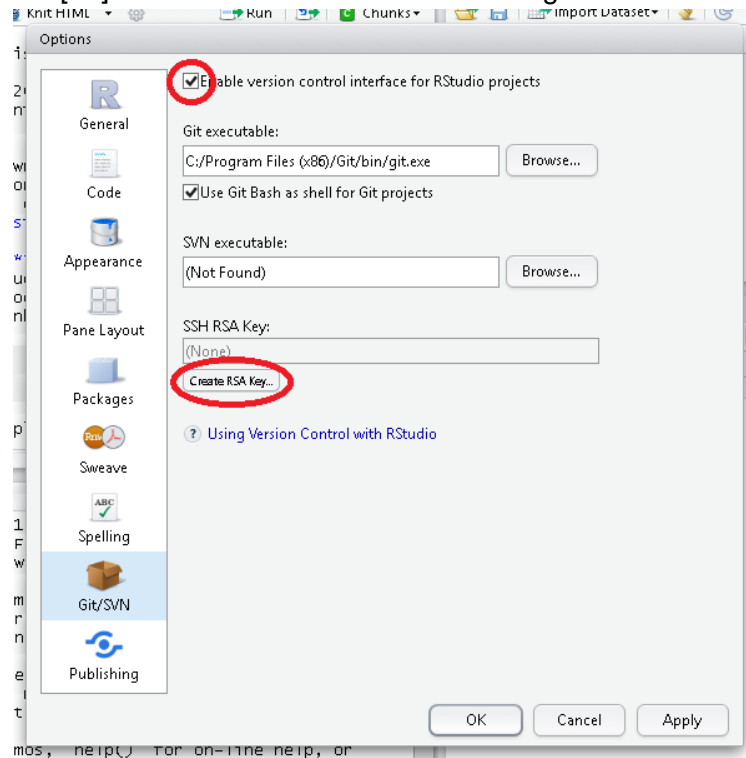 Knit HTML Run Chunks Import Dataset
Options
General
Code
Appearance
Pane Layout
Packages
Sweave
ABC
Spelling
Git/SVN
Publishing
Enable version control interface for RStudio projects
Git executable:
C:/Program Files (x86)/Git/bin/git.exe
Browse...
Use Git Bash as shell for Git projects
SVN executable:
(Not Found)
Browse...
SSH RSA Key:
(None)
Create RSA Key...
? Using Version Control with RStudio
OK Cancel Apply
help() for on-line help, or